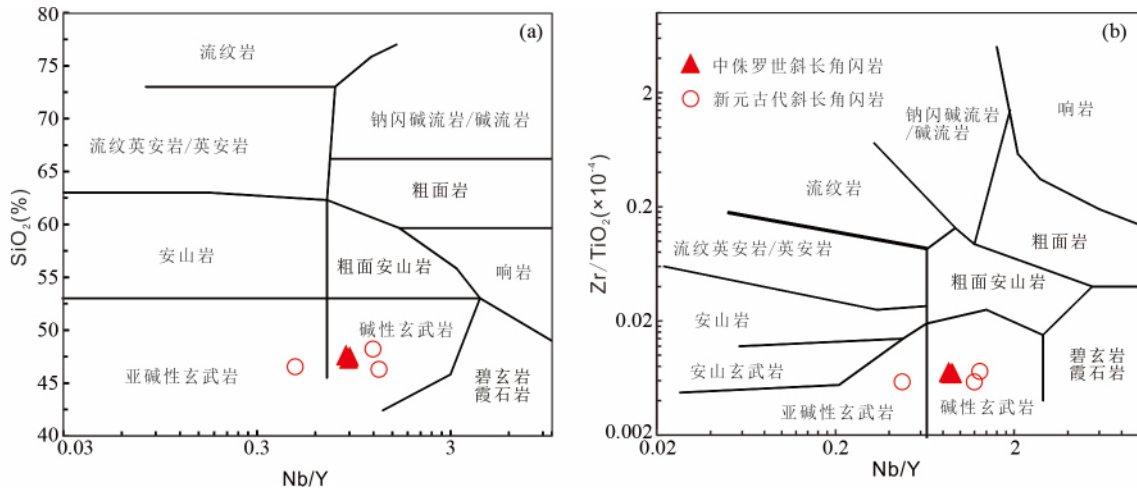 (a)
SiO₂(%)
80
75
70
65
60
55
50
45
40
流纹岩
钠闪碱流岩/碱流岩
流纹英安岩/英安岩
粗面岩
安山岩
粗面安山岩
响岩
碱性玄武岩
亚碱性玄武岩
碧玄岩
霞石岩
0.03
0.3
3
Nb/Y
(b)
Zr/TiO₂(×10⁻⁴)
2
0.2
0.02
0.002
中侏罗世斜长角闪岩
新元古代斜长角闪岩
钠闪碱流岩
/碱流岩
响岩
流纹岩
流纹英安岩/英安岩
粗面岩
粗面安山岩
安山岩
安山玄武岩
碧玄岩
霞石岩
亚碱性玄武岩
碱性玄武岩
0.02
0.2
2
Nb/Y